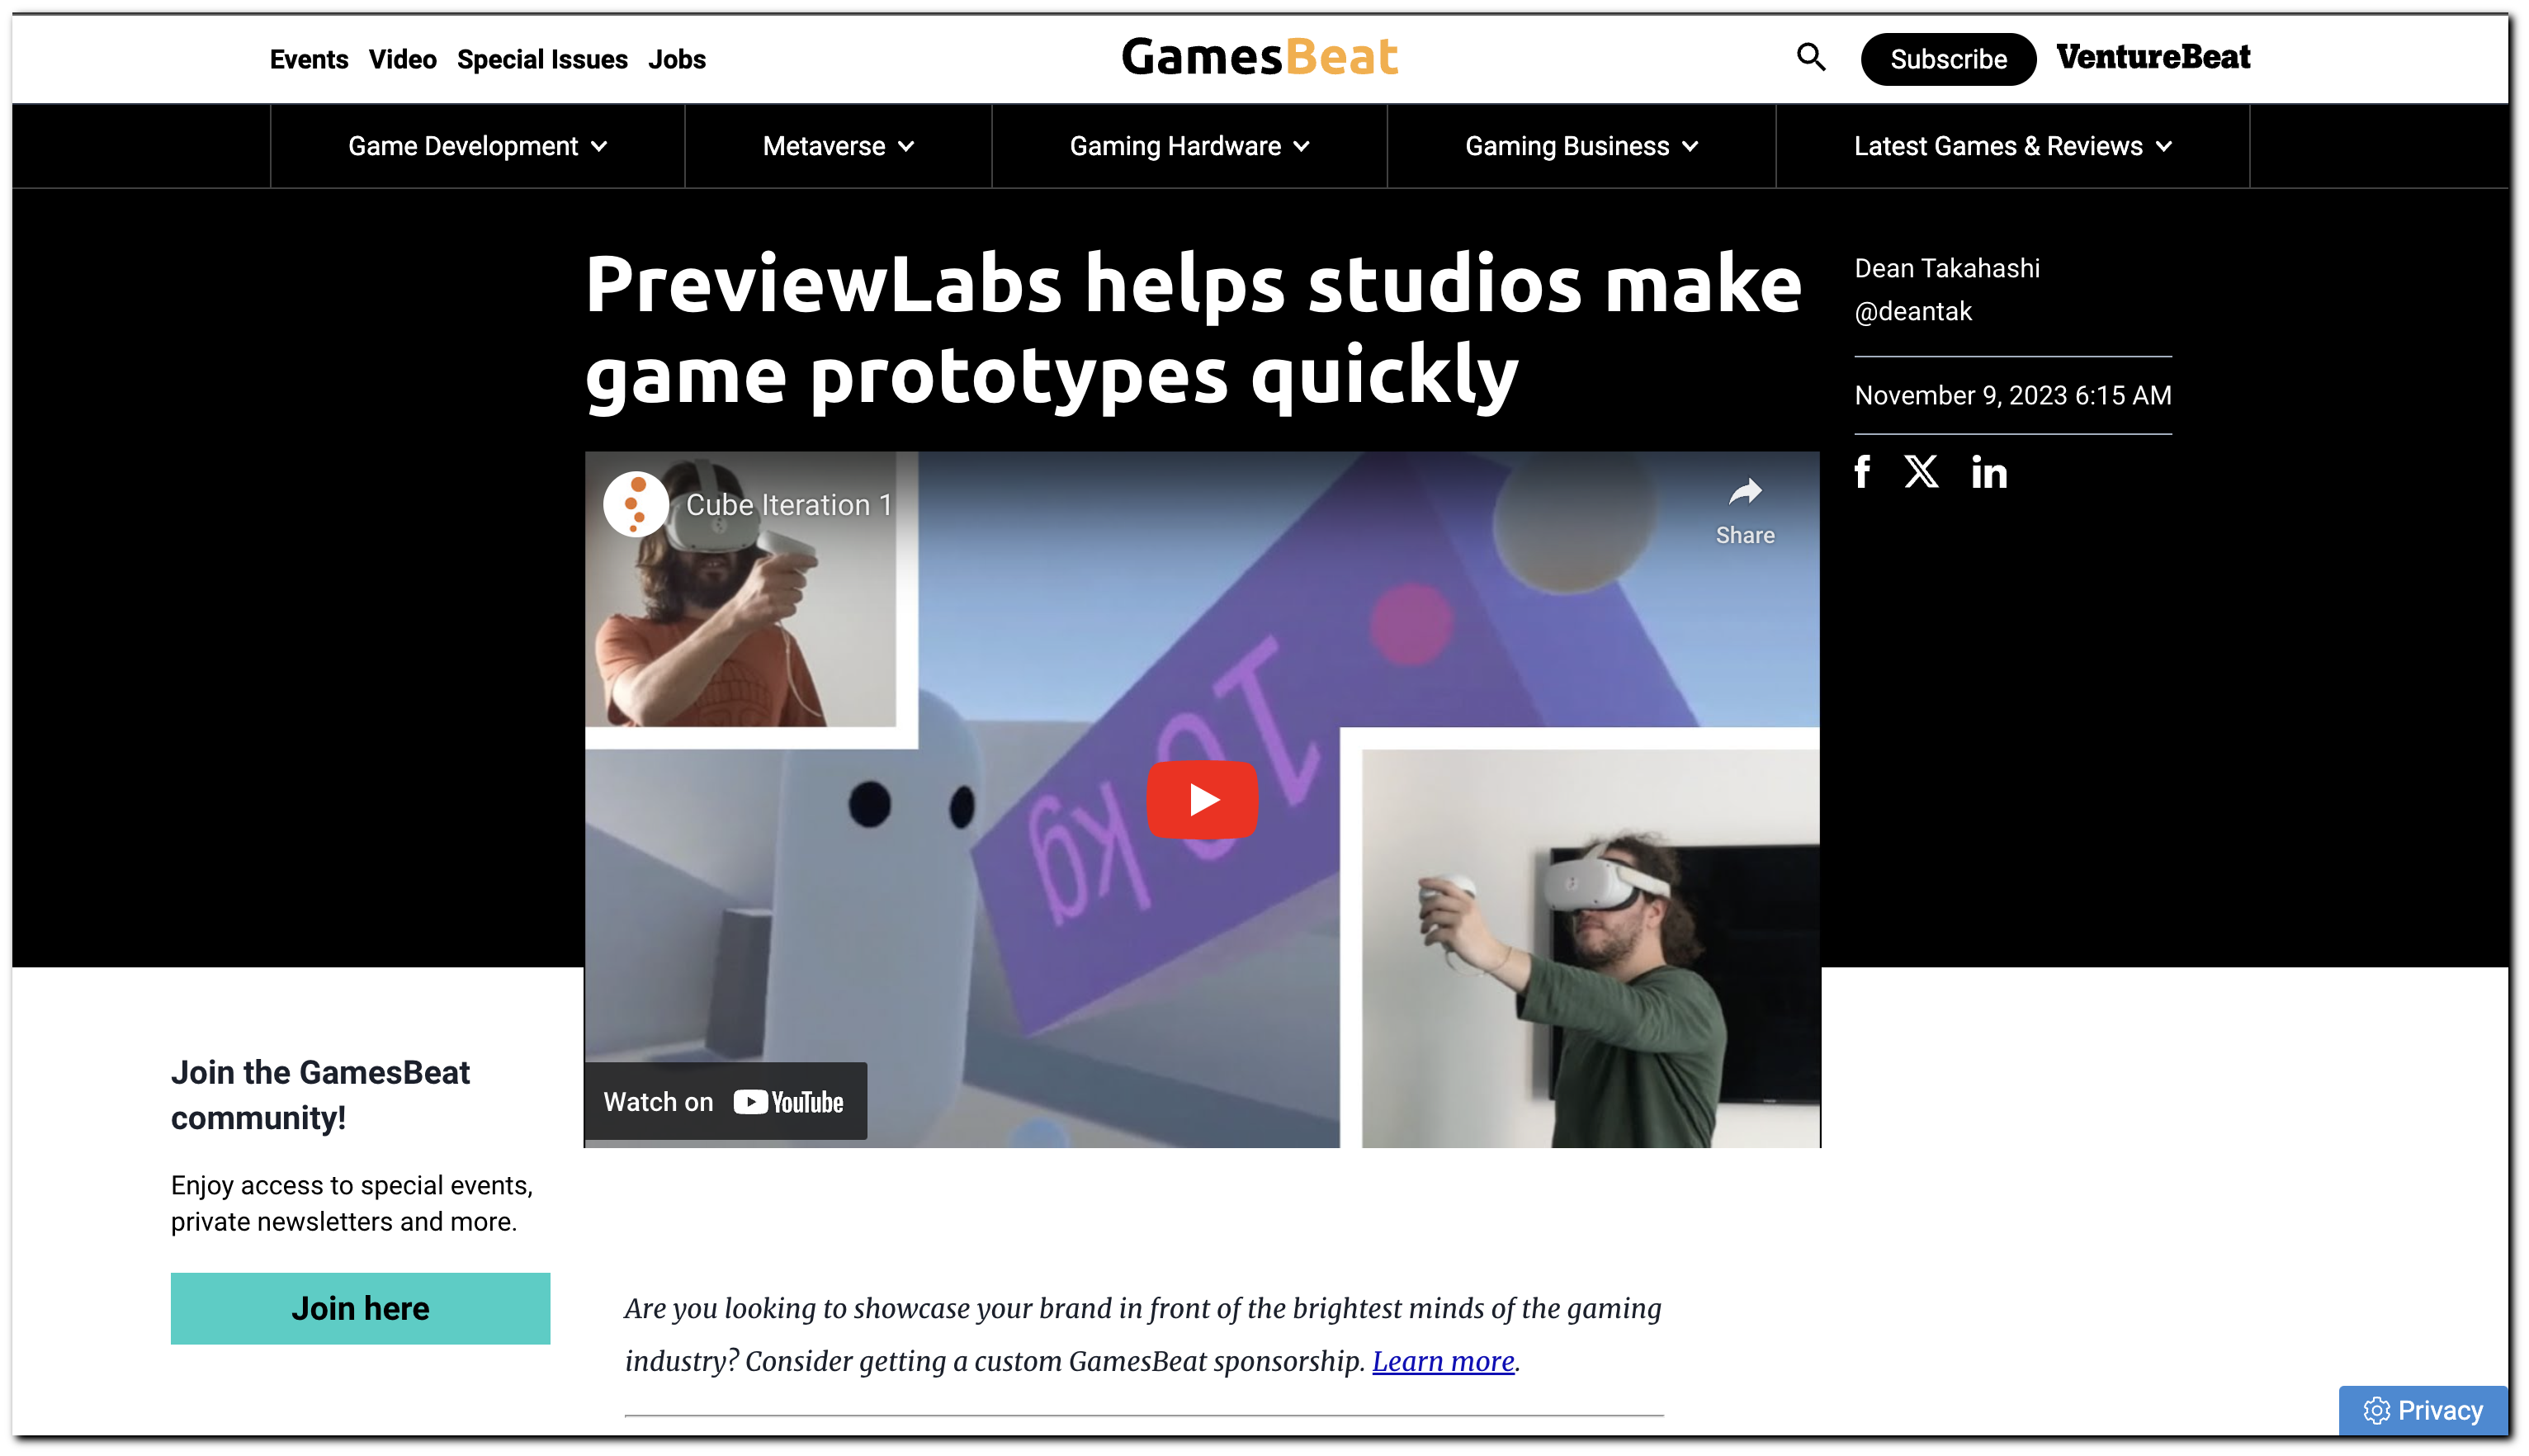 Events Video Special Issues Jobs
GamesBeat
Subscribe
VentureBeat
Game Development
Metaverse
Gaming Hardware
Gaming Business
Latest Games & Reviews
PreviewLabs helps studios make
game prototypes quickly
Dean Takahashi
@deantak
November 9, 2023 6:15 AM
Cube Iteration 1
Share
10 kg
Watch on YouTube
Join the GamesBeat
community!
Enjoy access to special events,
private newsletters and more.
Join here
Are you looking to showcase your brand in front of the brightest minds of the gaming
industry? Consider getting a custom GamesBeat sponsorship. Learn more.
Privacy